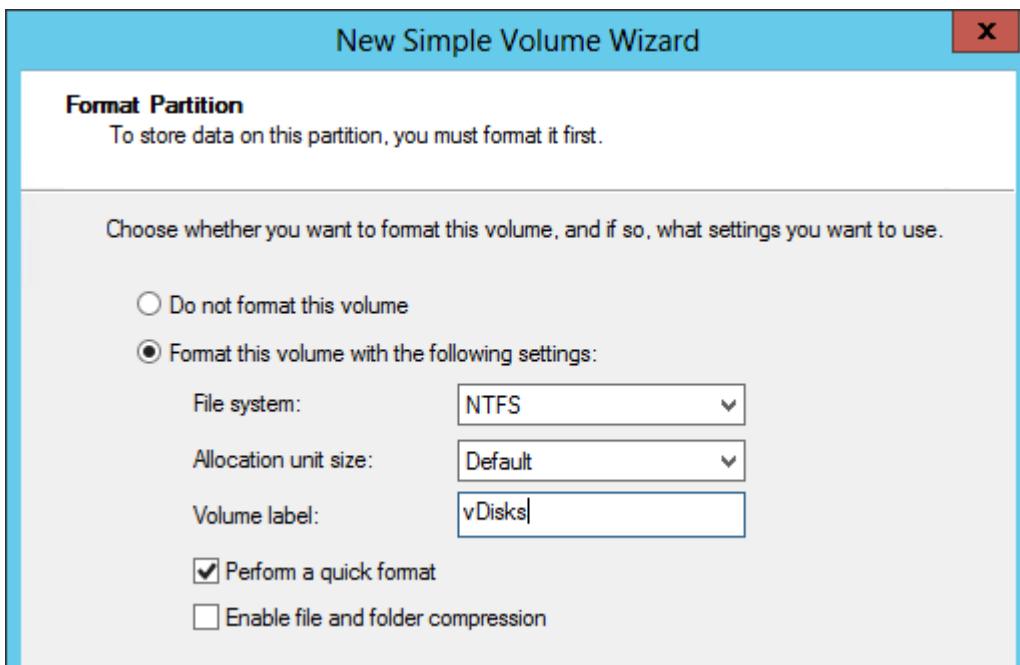 New Simple Volume Wizard
x
Format Partition
To store data on this partition, you must format it first.
Choose whether you want to format this volume, and if so, what settings you want to use.
Do not format this volume
Format this volume with the following settings:
File system: NTFS
Allocation unit size: Default
Volume label: vDisks
Perform a quick format
Enable file and folder compression